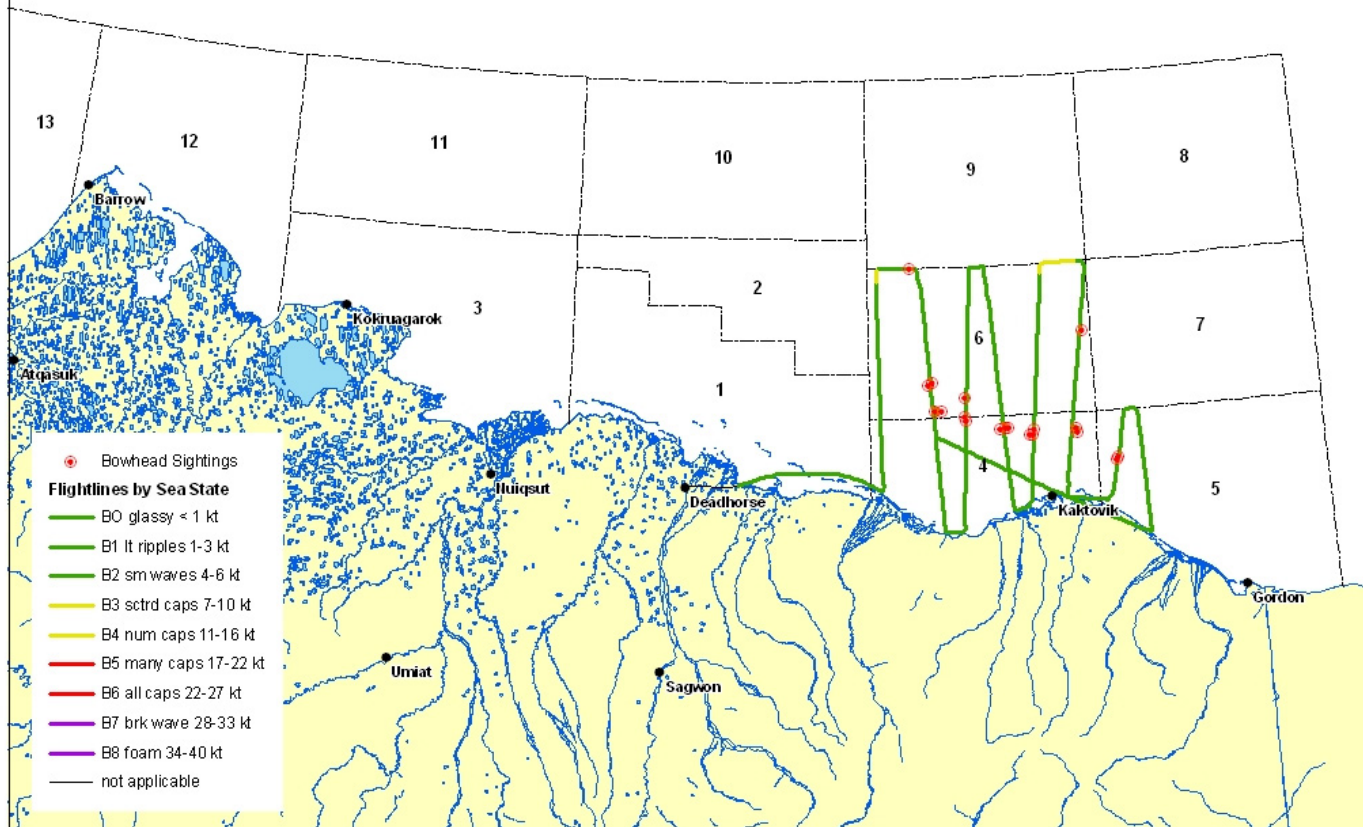 13
12
11
10
9
8
Barrow
2
3
Kokruagarok
7
6
Atqasuk
1
4
Nuiqsut
Deadhorse
Kaktovik
5
Gordon
Umiat
Sagwon
Bowhead Sightings
Flightlines by Sea State
B0 glassy < 1 kt
B1 lt ripples 1-3 kt
B2 sm waves 4-6 kt
B3 sctrd caps 7-10 kt
B4 num caps 11-16 kt
B5 many caps 17-22 kt
B6 all caps 22-27 kt
B7 brk wave 28-33 kt
B8 foam 34-40 kt
not applicable